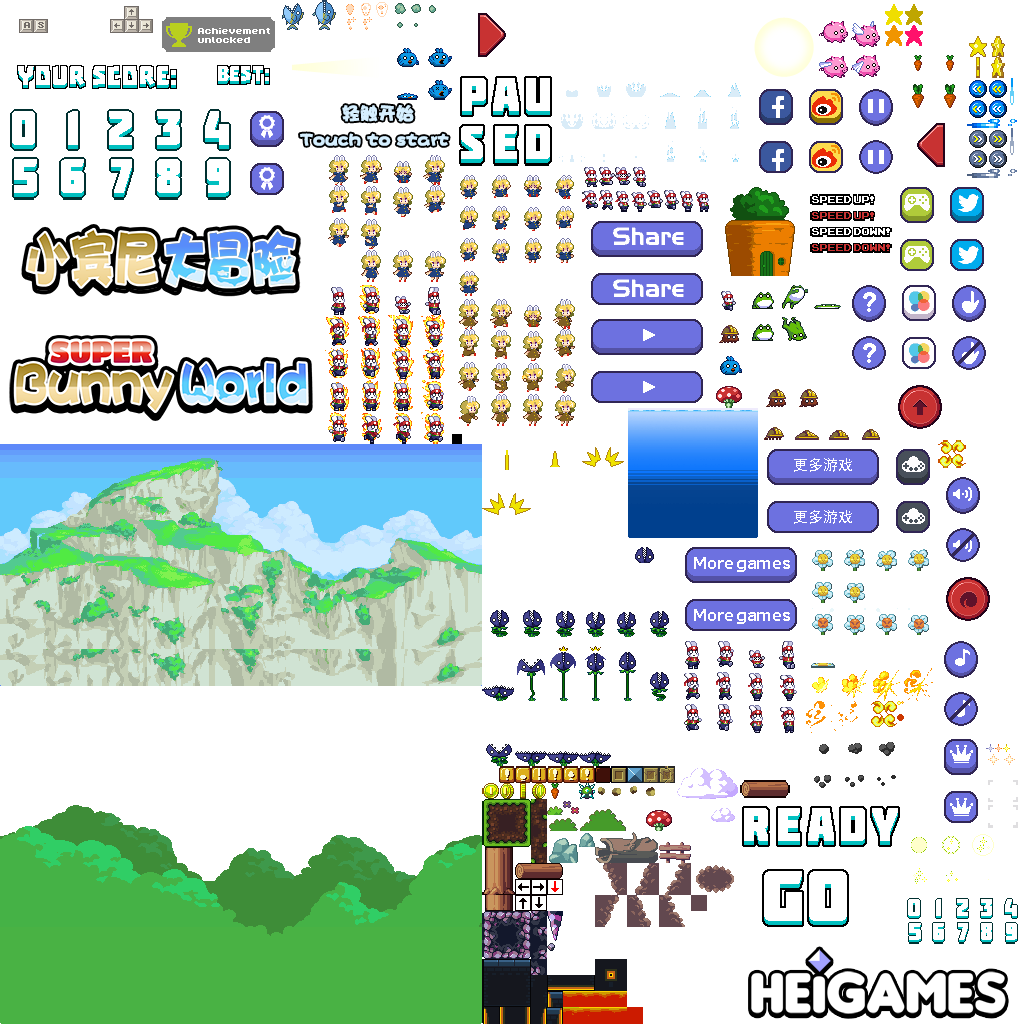 A S
Achievement
unlocked
YOUR SCORE:
BEST:
0 1 2 3 4
5 6 7 8 9
轻触开始
Touch to start
PAU
SED
小宾尼大冒险
SUPER
Bunny World
Share
Share
SPEED UP!
SPEED UP!
SPEED DOWN!
SPEED DOWN!
f
f
?
?
更多游戏
更多游戏
More games
More games
READY
GO
0 1 2 3 4
5 6 7 8 9
HEIGAMES